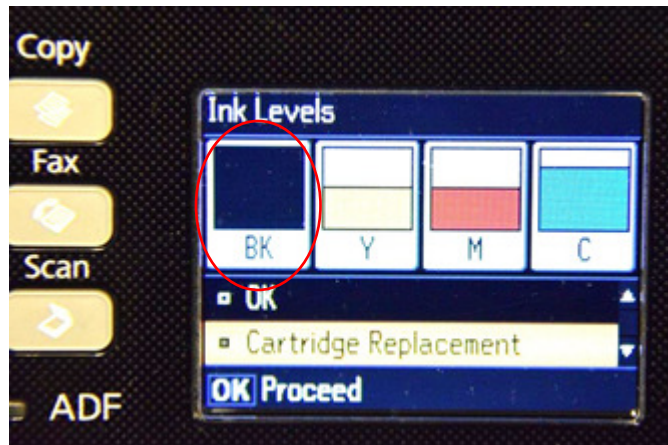 Copy
Fax
Scan
ADF
Ink Levels
BK Y M C
OK
Cartridge Replacement
OK Proceed